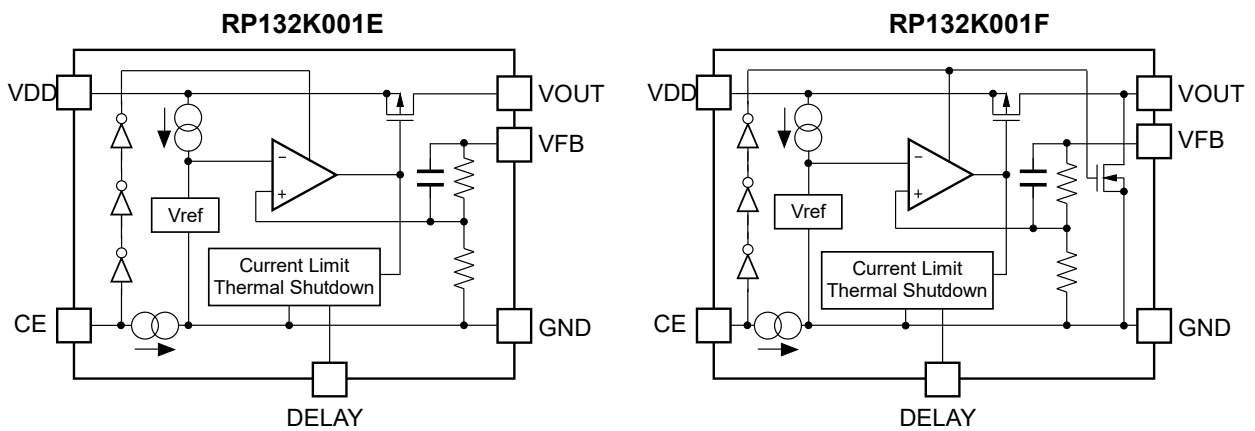 RP132K001E
VDD
VOUT
VFB
−
+
Vref
Current Limit
Thermal Shutdown
CE
GND
DELAY
RP132K001F
VDD
VOUT
VFB
−
+
Vref
Current Limit
Thermal Shutdown
CE
GND
DELAY